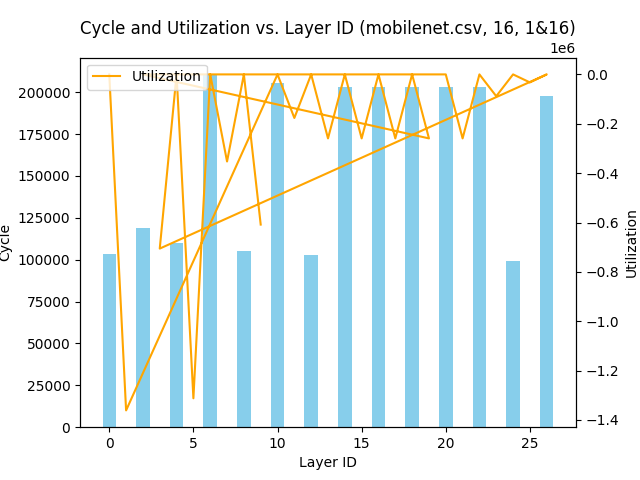 Cycle and Utilization vs. Layer ID (mobilenet.csv, 16, 1&16)
1e6
Utilization
200000
175000
150000
125000
100000
75000
50000
25000
0
Cycle
0.0
−0.2
−0.4
−0.6
−0.8
−1.0
−1.2
−1.4
Utilization
0 5 10 15 20 25
Layer ID